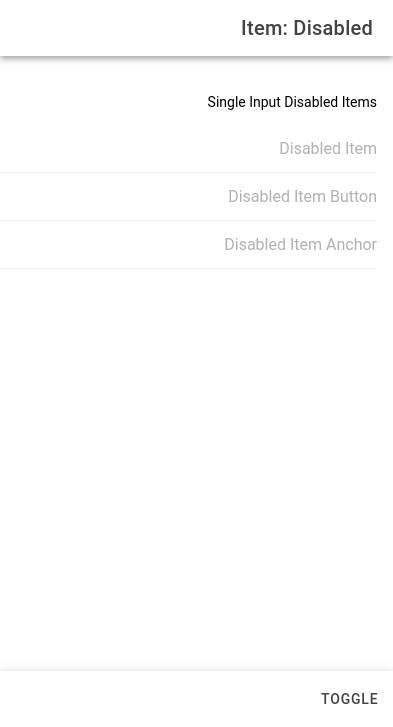 Item: Disabled
Single Input Disabled Items
Disabled Item
Disabled Item Button
Disabled Item Anchor
TOGGLE